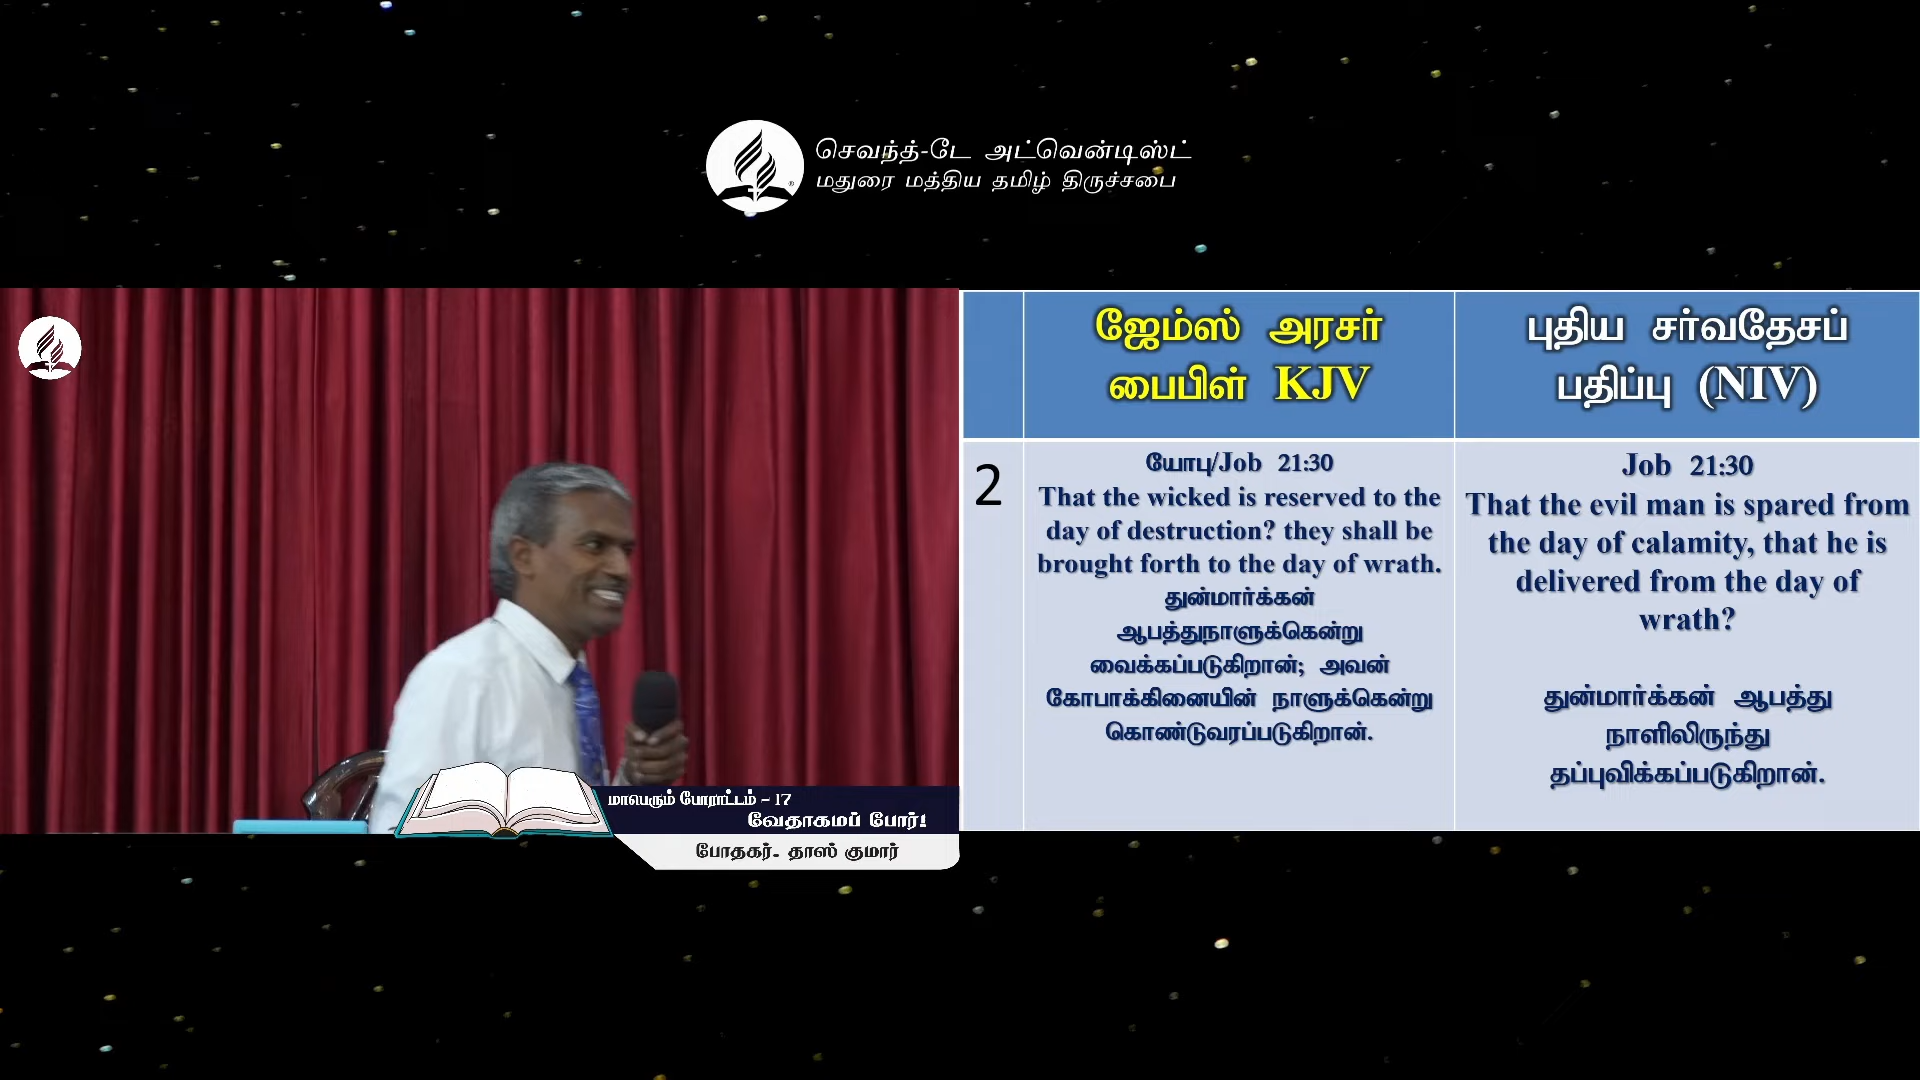 செவந்த்-டே அட்வென்டிஸ்ட்
மதுரை மத்திய தமிழ் திருச்சபை
ஜேம்ஸ் அரசர்
பைபிள் KJV
புதிய சர்வதேசப்
பதிப்பு (NIV)
2
யோபு/Job 21:30
That the wicked is reserved to the
day of destruction? they shall be
brought forth to the day of wrath.
துன்மார்க்கன்
ஆபத்துநாளுக்கென்று
வைக்கப்படுகிறான்; அவன்
கோபாக்கினையின் நாளுக்கென்று
கொண்டுவரப்படுகிறான்.
Job 21:30
That the evil man is spared from
the day of calamity, that he is
delivered from the day of
wrath?
துன்மார்க்கன் ஆபத்து
நாளிலிருந்து
தப்புவிக்கப்படுகிறான்.
மாபெரும் போராட்டம் - 17
வேதாகமப் போர்!
போதகர். தாஸ் குமார்